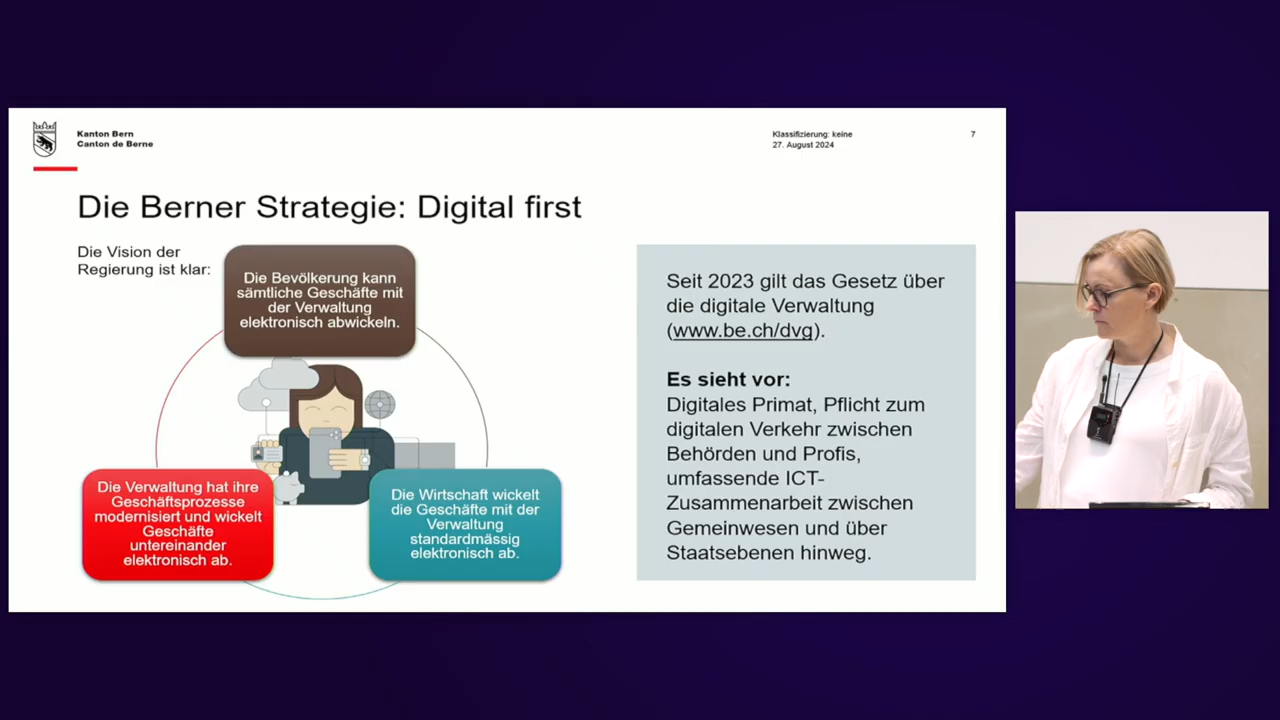 Kanton Bern
Canton de Berne
Klassifizierung: keine
27. August 2024
7
Die Berner Strategie: Digital first
Die Vision der
Regierung ist klar:
Die Bevölkerung kann
sämtliche Geschäfte mit
der Verwaltung
elektronisch abwickeln.
Die Verwaltung hat ihre
Geschäftsprozesse
modernisiert und wickelt
Geschäfte
untereinander
elektronisch ab.
Die Wirtschaft wickelt
die Geschäfte mit der
Verwaltung
standardmässig
elektronisch ab.
Seit 2023 gilt das Gesetz über
die digitale Verwaltung
(www.be.ch/dvg).
Es sieht vor:
Digitales Primat, Pflicht zum
digitalen Verkehr zwischen
Behörden und Profis,
umfassende ICT-
Zusammenarbeit zwischen
Gemeinwesen und über
Staatsebenen hinweg.